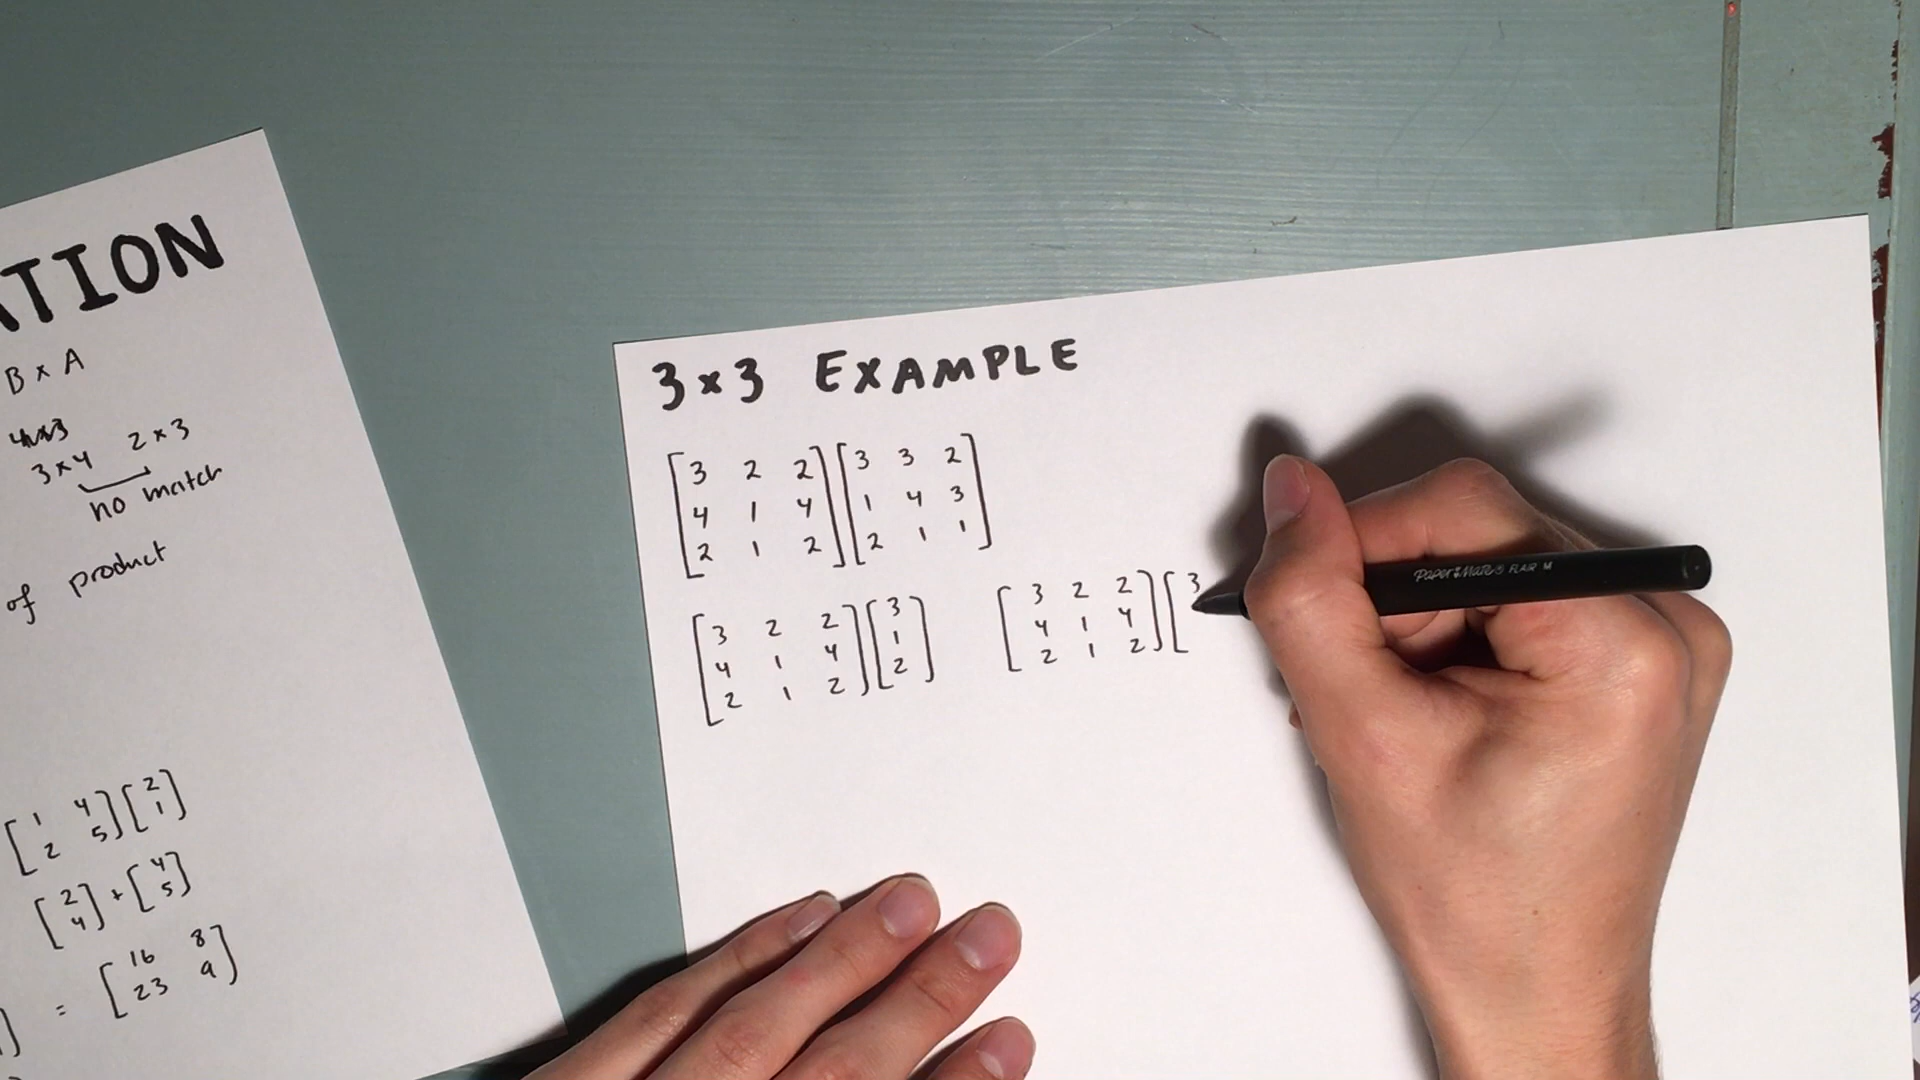 ATION
B x A
3x4 2x3
no match
of product
[1 4] [2]
[2 5] [1]
[2] + [4]
[4] [5]
= [16 8]
[23 9]
3x3 EXAMPLE
[3 2 2] [3 3 2]
[4 1 4] [1 4 3]
[2 1 2] [2 1 1]
[3 2 2] [3]
[4 1 4] [1]
[2 1 2] [2]
[3 2 2] [3
[4 1 4]
[2 1 2]
Paper:Mate® FLAIR M